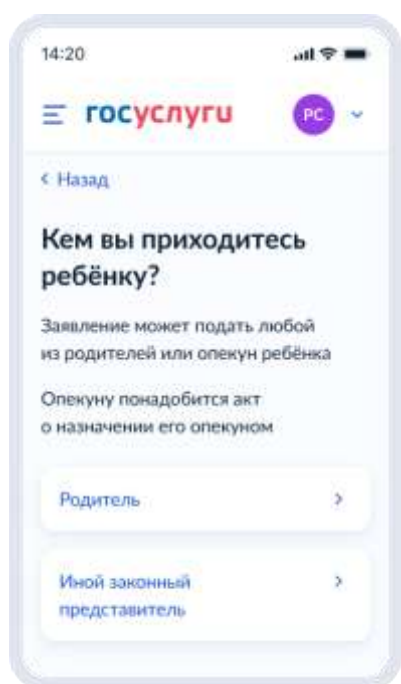 14:20
госуслуги
РС
Назад
Кем вы приходитесь
ребёнку?
Заявление может подать любой
из родителей или опекун ребёнка
Опекуну понадобится акт
о назначении его опекуном
Родитель
Иной законный
представитель